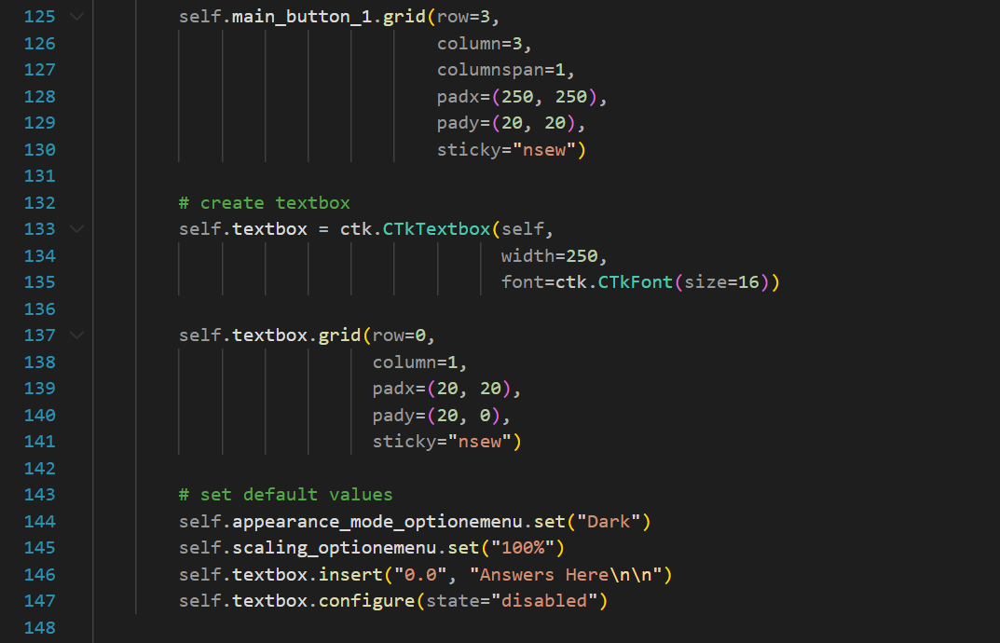 125 self.main_button_1.grid(row=3,
126 column=3,
127 columnspan=1,
128 padx=(250, 250),
129 pady=(20, 20),
130 sticky="nsew")
131
132 # create textbox
133 self.textbox = ctk.CTkTextbox(self,
134 width=250,
135 font=ctk.CTkFont(size=16))
136
137 self.textbox.grid(row=0,
138 column=1,
139 padx=(20, 20),
140 pady=(20, 0),
141 sticky="nsew")
142
143 # set default values
144 self.appearance_mode_optionemenu.set("Dark")
145 self.scaling_optionemenu.set("100%")
146 self.textbox.insert("0.0", "Answers Here\n\n")
147 self.textbox.configure(state="disabled")
148